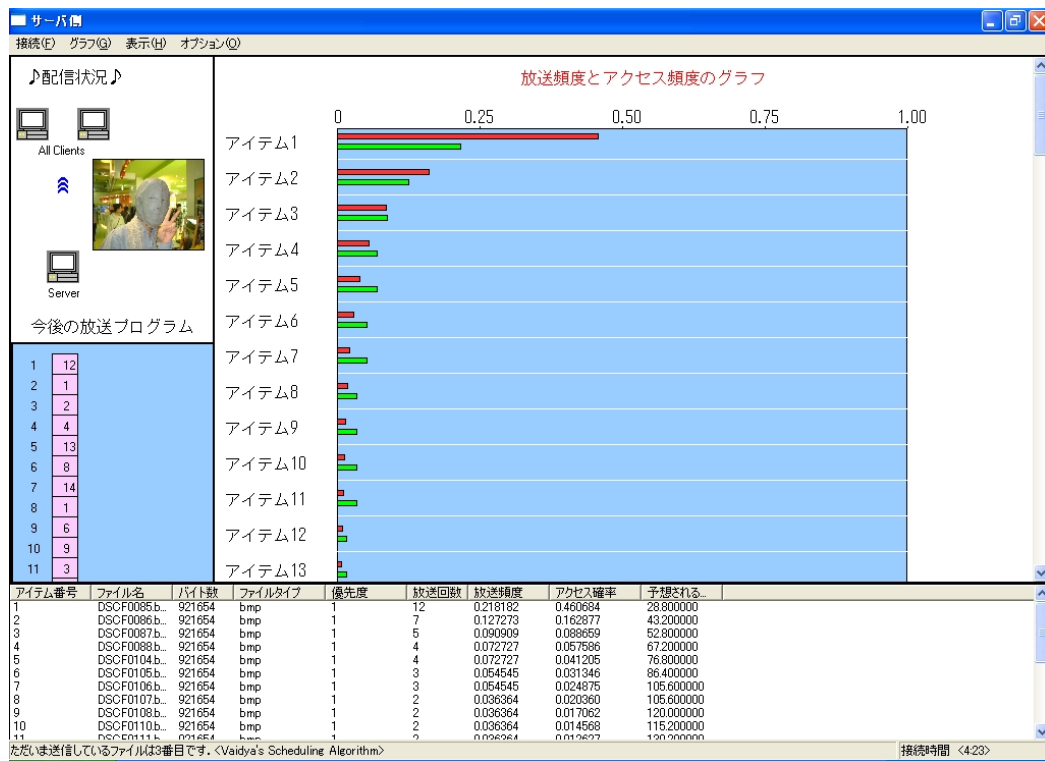 サーバ側
接続(F) グラフ(G) 表示(H) オプション(O)
♪配信状況♪
All Clients
Server
今後の放送プログラム
1 12
2 1
3 2
4 4
5 13
6 8
7 14
8 1
9 6
10 9
11 3
放送頻度とアクセス頻度のグラフ
0 0.25 0.50 0.75 1.00
アイテム1
アイテム2
アイテム3
アイテム4
アイテム5
アイテム6
アイテム7
アイテム8
アイテム9
アイテム10
アイテム11
アイテム12
アイテム13
アイテム番号 ファイル名 バイト数 ファイルタイプ 優先度 放送回数 放送頻度 アクセス確率 予想される...
1 DSCF0085.b... 921654 bmp 1 12 0.218182 0.460684 28.800000
2 DSCF0086.b... 921654 bmp 1 7 0.127273 0.162877 43.200000
3 DSCF0087.b... 921654 bmp 1 5 0.090909 0.088659 52.800000
4 DSCF0088.b... 921654 bmp 1 4 0.072727 0.057586 67.200000
5 DSCF0104.b... 921654 bmp 1 4 0.072727 0.041205 76.800000
6 DSCF0105.b... 921654 bmp 1 3 0.054545 0.031346 86.400000
7 DSCF0106.b... 921654 bmp 1 3 0.054545 0.024875 105.600000
8 DSCF0107.b... 921654 bmp 1 2 0.036364 0.020360 105.600000
9 DSCF0108.b... 921654 bmp 1 2 0.036364 0.017062 120.000000
10 DSCF0110.b... 921654 bmp 1 2 0.036364 0.014568 115.200000
11 DSCF0111.b... 921654 bmp 1 2 0.036364 0.012627
ただいま送信しているファイルは3番目です.<Vaidya's Scheduling Algorithm>
接続時間 <4:23>